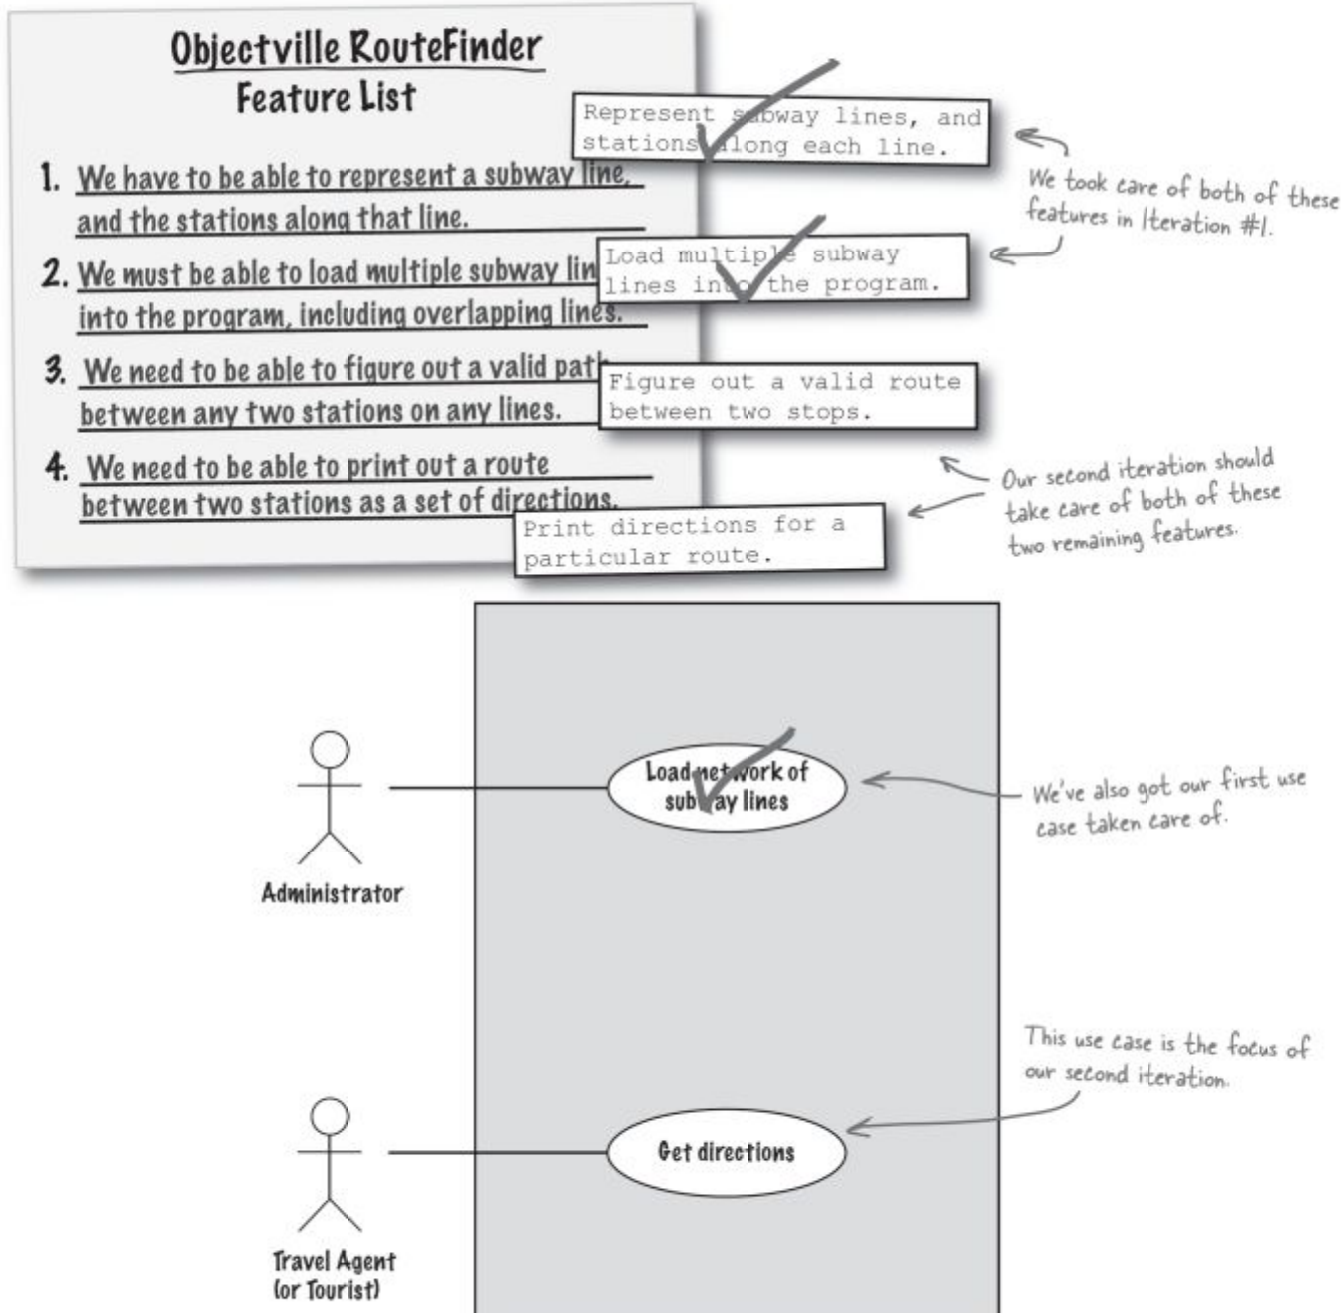 Objectville RouteFinder
Feature List
1. We have to be able to represent a subway line,
and the stations along that line.
2. We must be able to load multiple subway lin
into the program, including overlapping lines.
3. We need to be able to figure out a valid path
between any two stations on any lines.
4. We need to be able to print out a route
between two stations as a set of directions.
Represent subway lines, and
stations along each line.
We took care of both of these
features in Iteration #1.
Load multiple subway
lines into the program.
Figure out a valid route
between two stops.
Our second iteration should
take care of both of these
two remaining features.
Print directions for a
particular route.
Load network of
subway lines
We've also got our first use
case taken care of.
Administrator
This use case is the focus of
our second iteration.
Get directions
Travel Agent
(or Tourist)